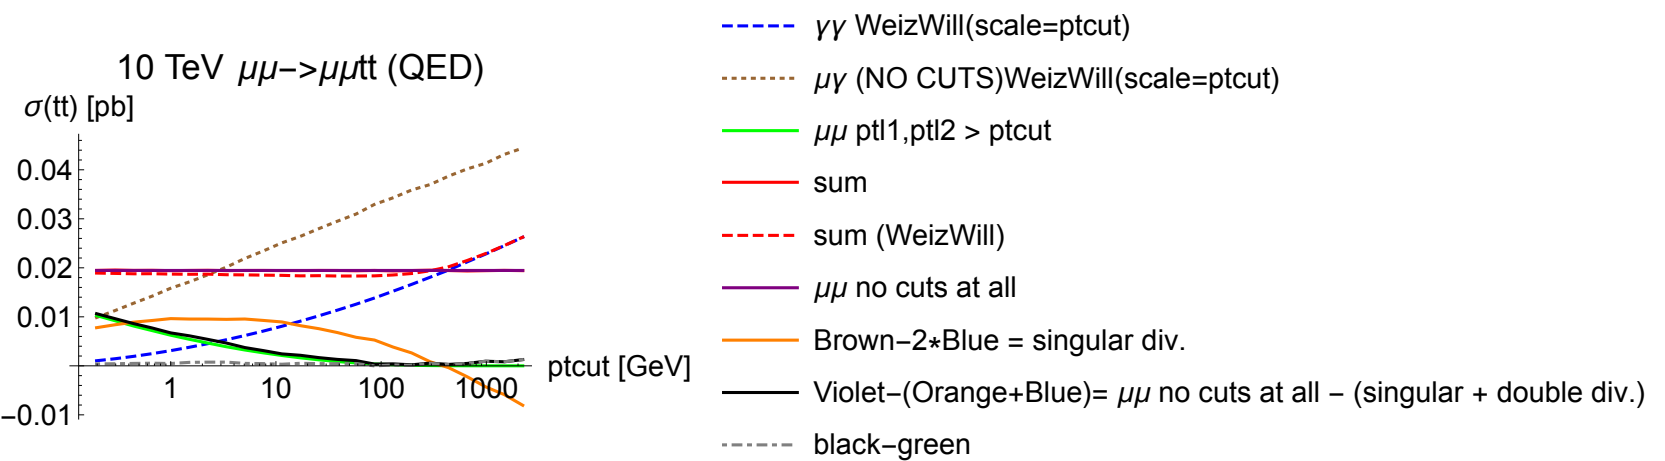 10 TeV μμ->μμtt (QED)
σ(tt) [pb]
0.04
0.03
0.02
0.01
−0.01
1
10
100
1000
ptcut [GeV]
γγ WeizWill(scale=ptcut)
μγ (NO CUTS)WeizWill(scale=ptcut)
μμ ptl1,ptl2 > ptcut
sum
sum (WeizWill)
μμ no cuts at all
Brown−2*Blue = singular div.
Violet−(Orange+Blue)= μμ no cuts at all − (singular + double div.)
black−green